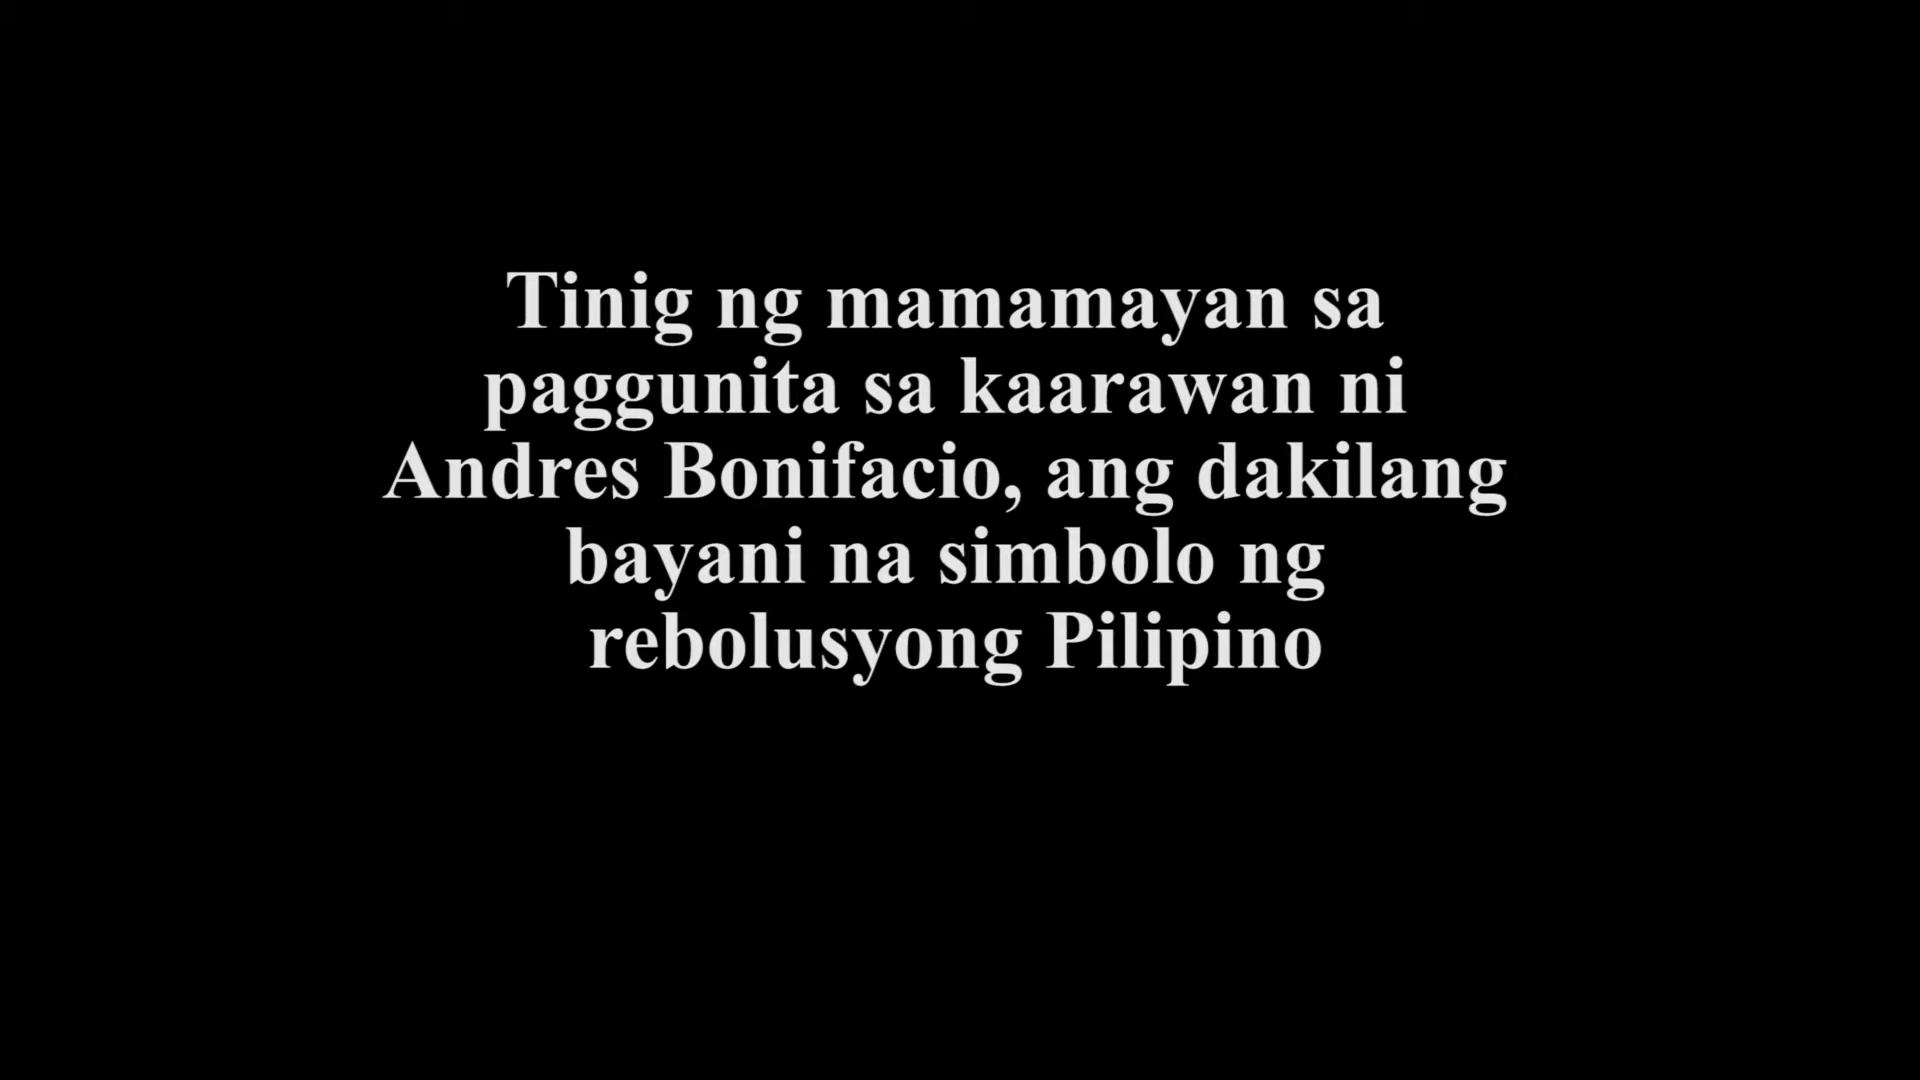 Tinig ng mamamayan sa
paggunita sa kaarawan ni
Andres Bonifacio, ang dakilang
bayani na simbolo ng
rebolusyong Pilipino